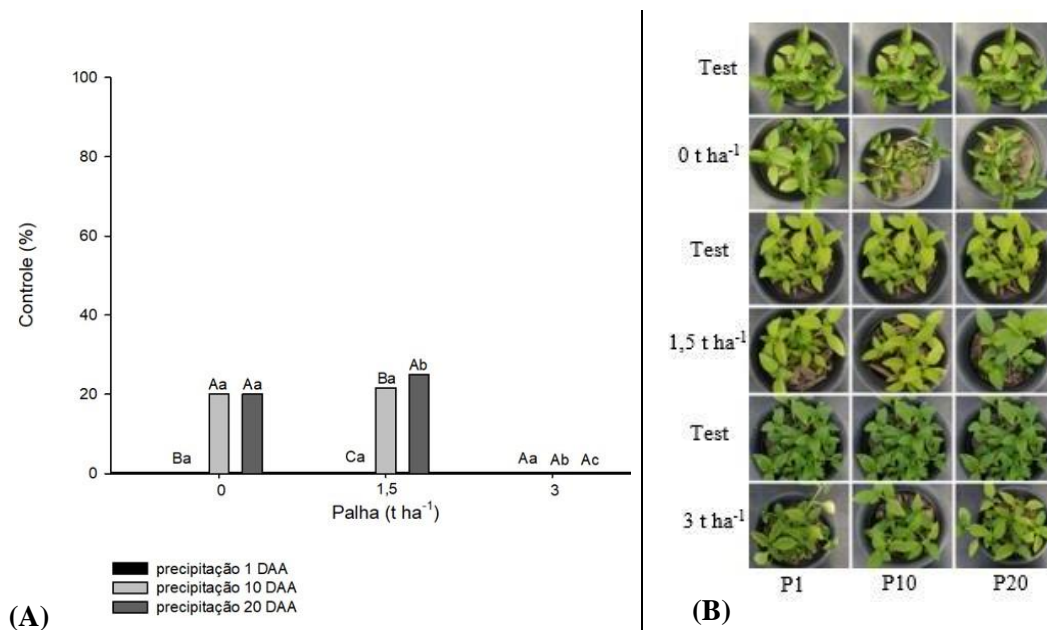 100
80
60
40
20
0
Controle (%)
Ba
Aa
Aa
Ca
Ba
Ab
Aa
Ab
Ac
0
1,5
3
Palha (t ha⁻¹)
precipitação 1 DAA
precipitação 10 DAA
precipitação 20 DAA
(A)
Test
0 t ha⁻¹
Test
1,5 t ha⁻¹
Test
3 t ha⁻¹
P1
P10
P20
(B)